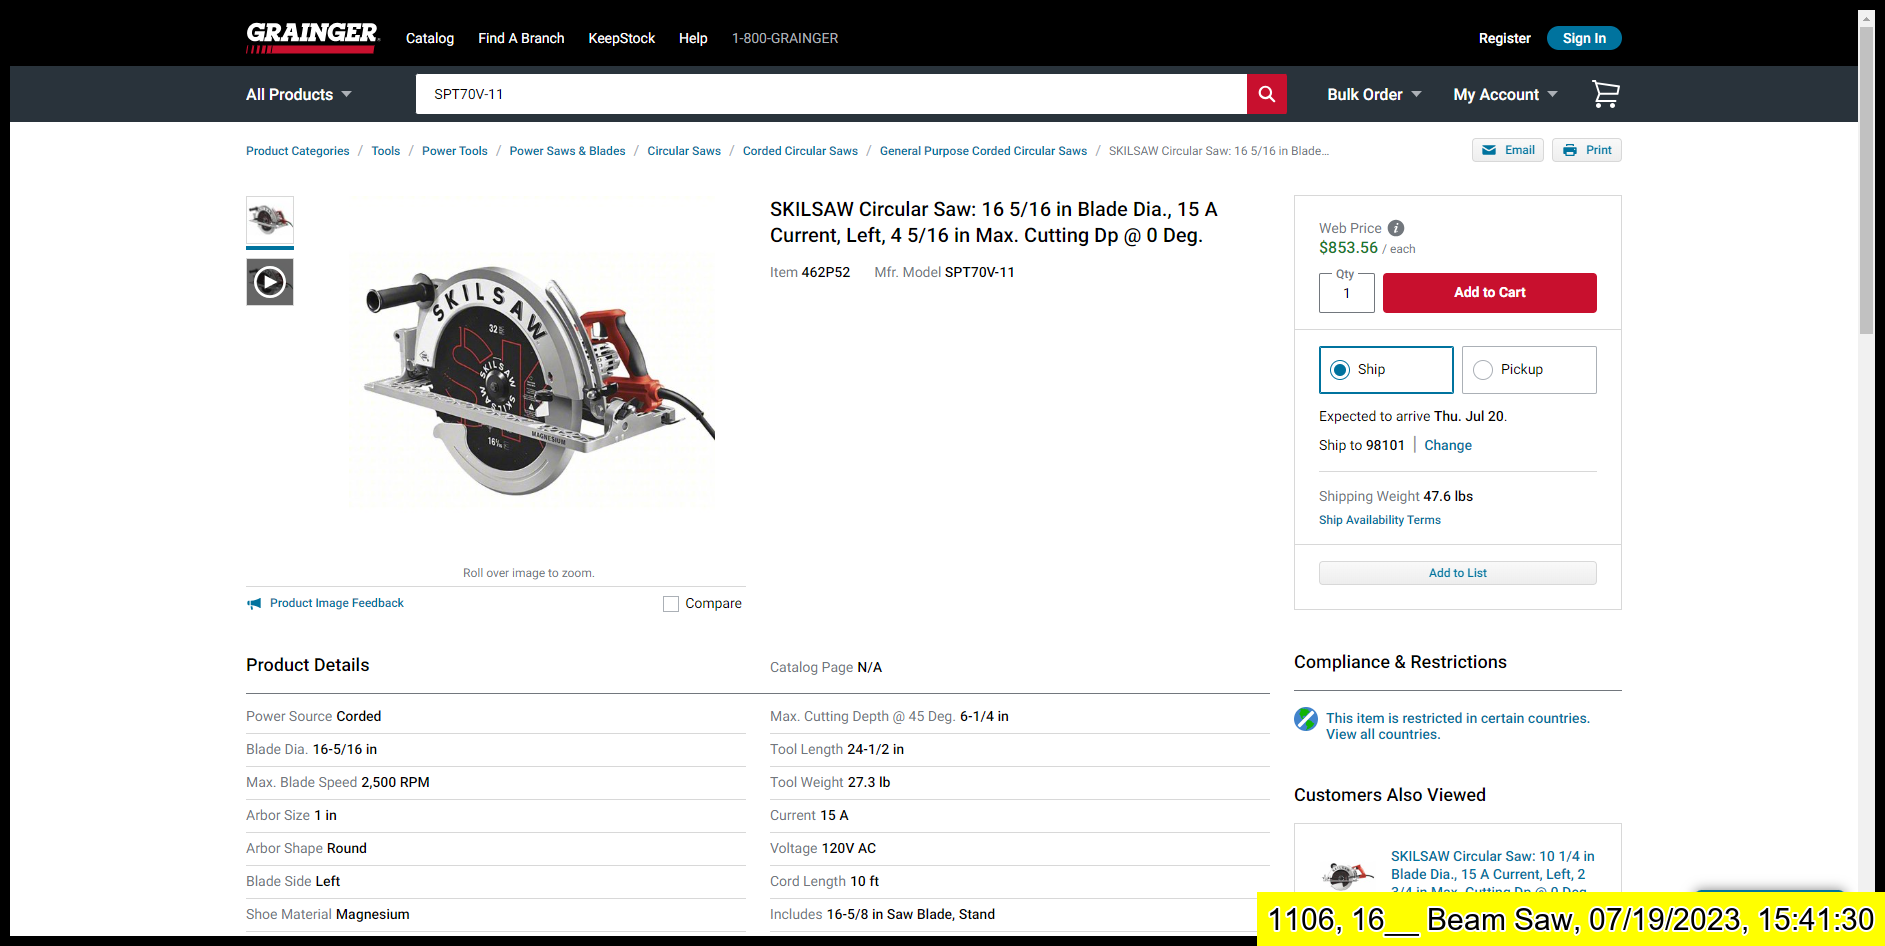 GRAINGER
Catalog
Find A Branch
KeepStock
Help
1-800-GRAINGER
Register
Sign In
All Products
SPT70V-11
Bulk Order
My Account
Product Categories / Tools / Power Tools / Power Saws & Blades / Circular Saws / Corded Circular Saws / General Purpose Corded Circular Saws / SKILSAW Circular Saw: 16 5/16 in Blade...
Email
Print
SKILSAW
32
SKILSAW
SKILSAW
MAGNESIUM
16 5/16
Roll over image to zoom.
Product Image Feedback
Compare
SKILSAW Circular Saw: 16 5/16 in Blade Dia., 15 A
Current, Left, 4 5/16 in Max. Cutting Dp @ 0 Deg.
Item 462P52 Mfr. Model SPT70V-11
Web Price
$853.56 / each
Qty
1
Add to Cart
Ship
Pickup
Expected to arrive Thu. Jul 20.
Ship to 98101 | Change
Shipping Weight 47.6 lbs
Ship Availability Terms
Add to List
Product Details
Catalog Page N/A
Power Source Corded
Blade Dia. 16-5/16 in
Max. Blade Speed 2,500 RPM
Arbor Size 1 in
Arbor Shape Round
Blade Side Left
Shoe Material Magnesium
Max. Cutting Depth @ 45 Deg. 6-1/4 in
Tool Length 24-1/2 in
Tool Weight 27.3 lb
Current 15 A
Voltage 120V AC
Cord Length 10 ft
Includes 16-5/8 in Saw Blade, Stand
Compliance & Restrictions
This item is restricted in certain countries.
View all countries.
Customers Also Viewed
SKILSAW Circular Saw: 10 1/4 in
Blade Dia., 15 A Current, Left, 2
3/4 in Max. Cutting Dp @ 0 Deg.
1106, 16__ Beam Saw, 07/19/2023, 15:41:30